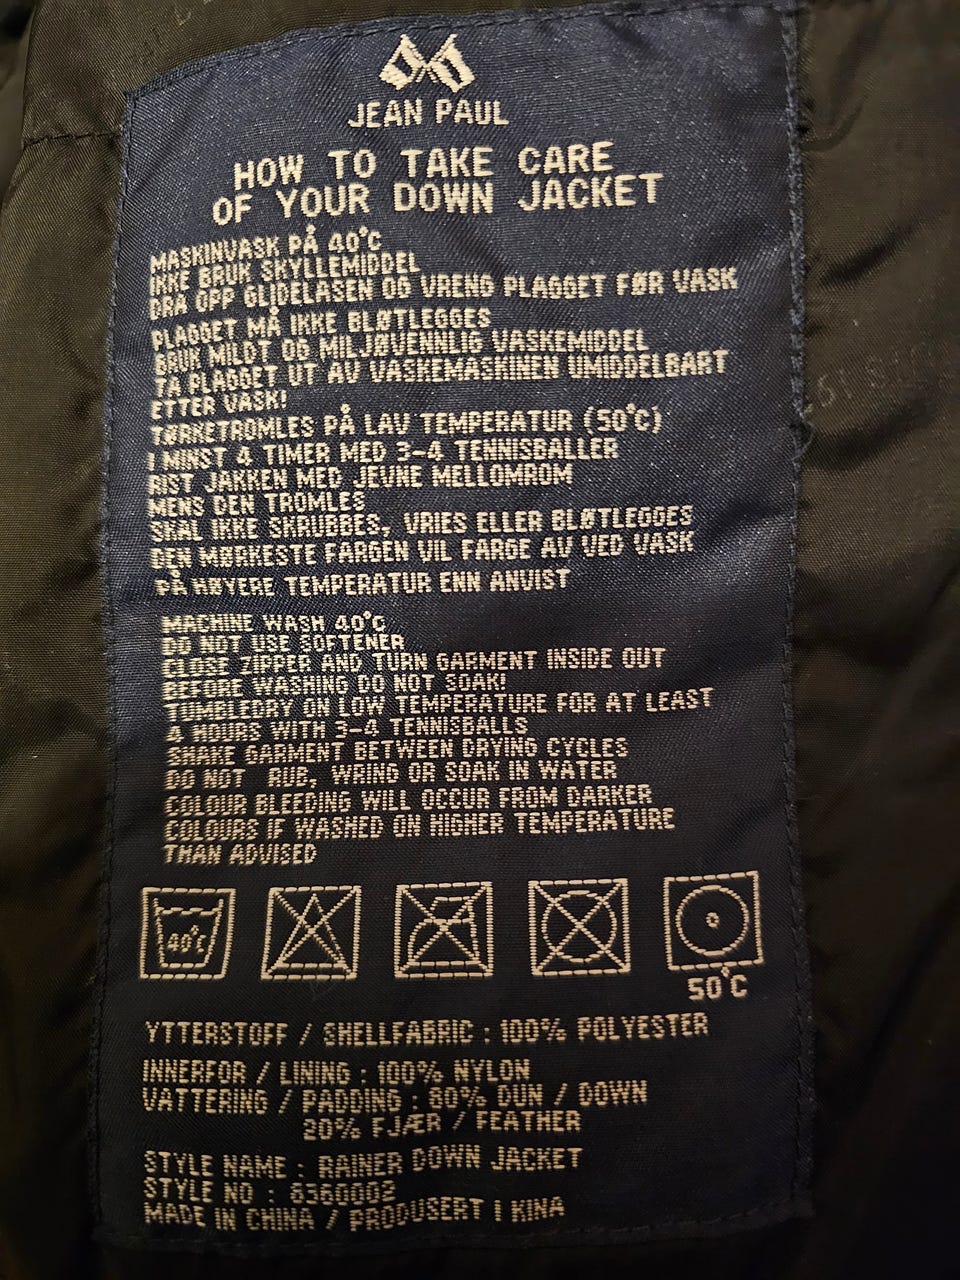 JEAN PAUL
HOW TO TAKE CARE
OF YOUR DOWN JACKET
MASKINVASK PÅ 40°C
IKKE BRUK SKYLLEMIDDEL
DRA OPP GLIDELÅSEN OG VRENG PLAGGET FØR VASK
PLAGGET MÅ IKKE BLØTLEGGES
BRUK MILDT OG MILJØVENNLIG VASKEMIDDEL
TA PLAGGET UT AV VASKEMASKINEN UMIDDELBART
ETTER VASK!
TØRKETROMLES PÅ LAV TEMPERATUR (50°C)
I MINST 4 TIMER MED 3-4 TENNISBALLER
RIST JAKKEN MED JEVNE MELLOMROM
MENS DEN TROMLES
SKAL IKKE SKRUBBES, VRIES ELLER BLØTLEGGES
DEN MØRKESTE FARGEN VIL FARGE AV VED VASK
PÅ HØYERE TEMPERATUR ENN ANVIST
MACHINE WASH 40°C
DO NOT USE SOFTENER
CLOSE ZIPPER AND TURN GARMENT INSIDE OUT
BEFORE WASHING DO NOT SOAK!
TUMBLEDRY ON LOW TEMPERATURE FOR AT LEAST
4 HOURS WITH 3-4 TENNISBALLS
SHAKE GARMENT BETWEEN DRYING CYCLES
DO NOT RUB, WRING OR SOAK IN WATER
COLOUR BLEEDING WILL OCCUR FROM DARKER
COLOURS IF WASHED ON HIGHER TEMPERATURE
THAN ADVISED
40°C
50°C
YTTERSTOFF / SHELLFABRIC : 100% POLYESTER
INNERFOR / LINING : 100% NYLON
VATTERING / PADDING : 80% DUN / DOWN
20% FJÆR / FEATHER
STYLE NAME : RAINER DOWN JACKET
STYLE NO : 8360002
MADE IN CHINA / PRODUSERT I KINA